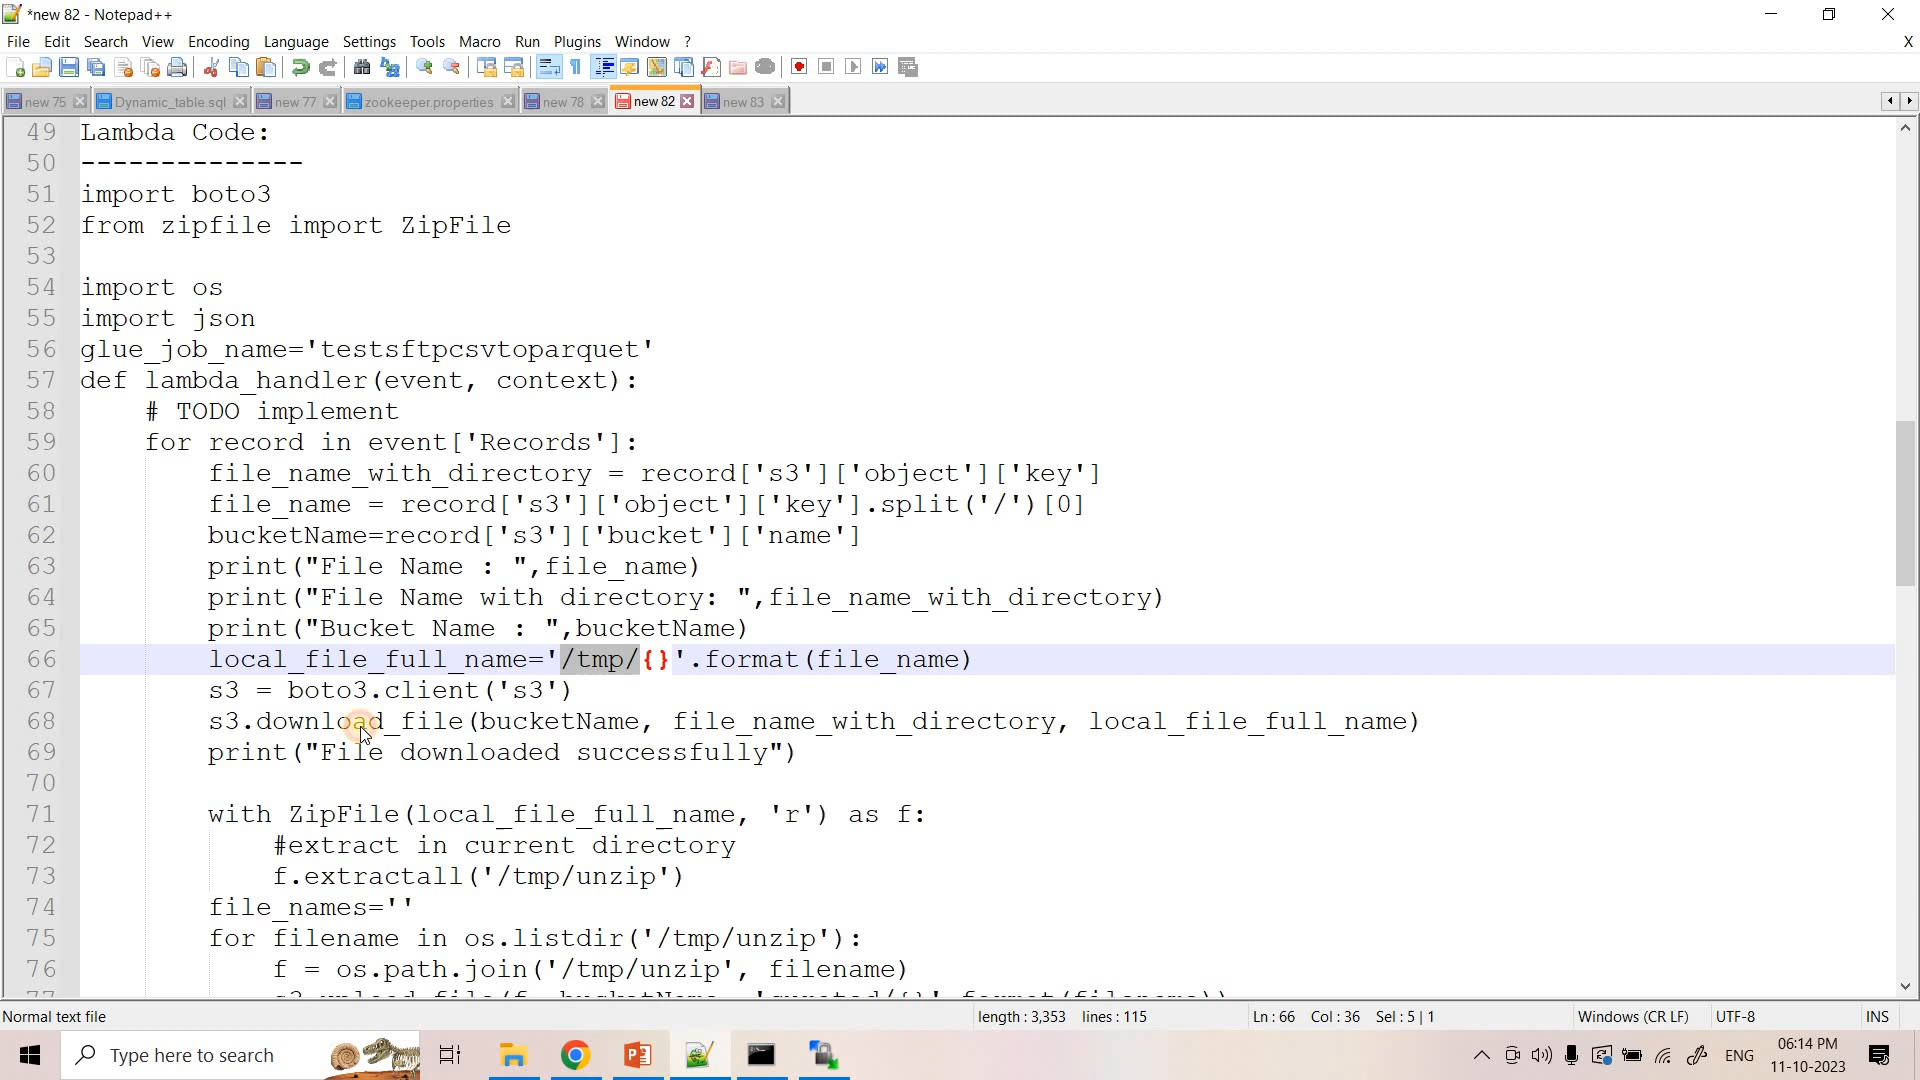 *new 82 - Notepad++
File Edit Search View Encoding Language Settings Tools Macro Run Plugins Window ? X
new 75 Dynamic_table.sql new 77 zookeeper.properties new 78 new 82 new 83
49 Lambda Code:
50 --------------
51 import boto3
52 from zipfile import ZipFile
53
54 import os
55 import json
56 glue_job_name='testsftpcsvtoparquet'
57 def lambda_handler(event, context):
58 # TODO implement
59 for record in event['Records']:
60 file_name_with_directory = record['s3']['object']['key']
61 file_name = record['s3']['object']['key'].split('/')[0]
62 bucketName=record['s3']['bucket']['name']
63 print("File Name : ",file_name)
64 print("File Name with directory: ",file_name_with_directory)
65 print("Bucket Name : ",bucketName)
66 local_file_full_name='/tmp/{}'.format(file_name)
67 s3 = boto3.client('s3')
68 s3.download_file(bucketName, file_name_with_directory, local_file_full_name)
69 print("File downloaded successfully")
70
71 with ZipFile(local_file_full_name, 'r') as f:
72 #extract in current directory
73 f.extractall('/tmp/unzip')
74 file_names=''
75 for filename in os.listdir('/tmp/unzip'):
76 f = os.path.join('/tmp/unzip', filename)
Normal text file length : 3,353 lines : 115 Ln : 66 Col : 36 Sel : 5 | 1 Windows (CR LF) UTF-8 INS
Type here to search ENG 06:14 PM
11-10-2023